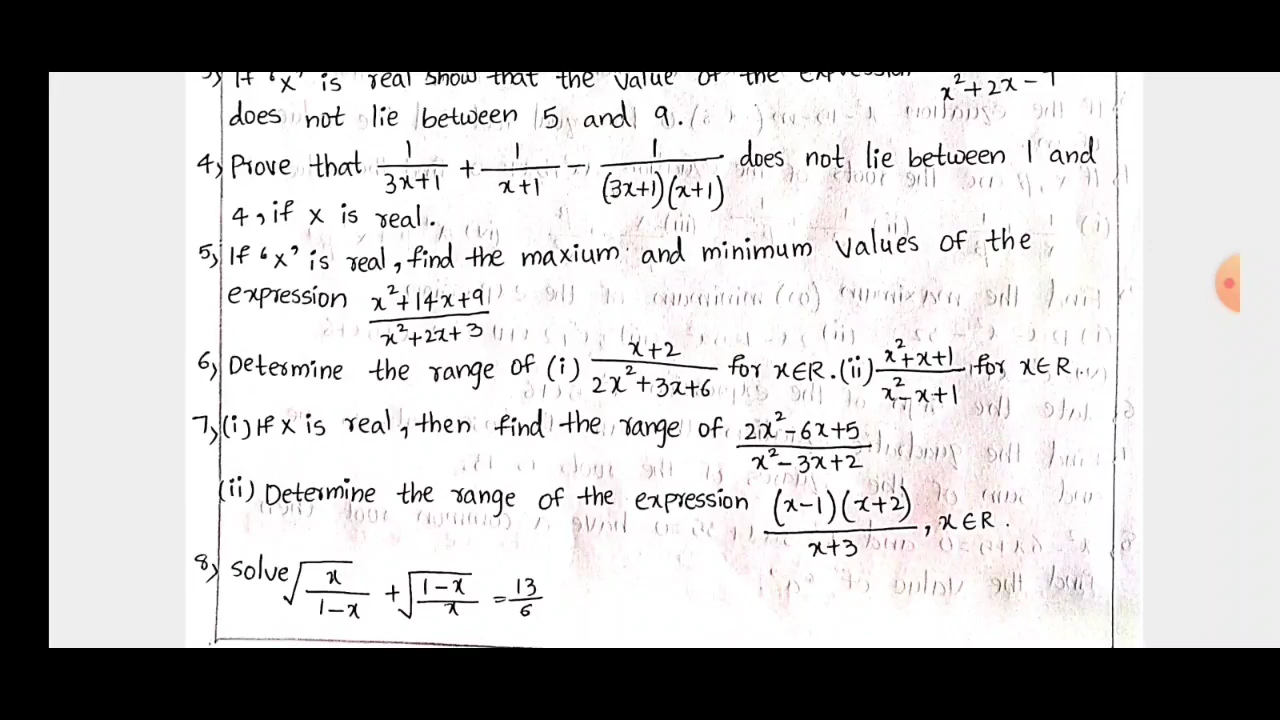 3) If 'x' is real show that the value of the expression
x²+2x-7
does not lie between 5 and 9.
4) Prove that 1/(3x+1) + 1/(x+1) - 1/((3x+1)(x+1)) does not lie between 1 and
4, if x is real.
5) If 'x' is real, find the maxium and minimum values of the
expression (x²+14x+9)/(x²+2x+3)
6) Determine the range of (i) (x+2)/(2x²+3x+6) for x∈R. (ii) (x²+x+1)/(x²-x+1) for x∈R
7) (i) If x is real, then find the range of (2x²-6x+5)/(x²-3x+2)
(ii) Determine the range of the expression ((x-1)(x+2))/(x+3), x∈R.
8) Solve √(x/(1-x)) + √((1-x)/x) = 13/6